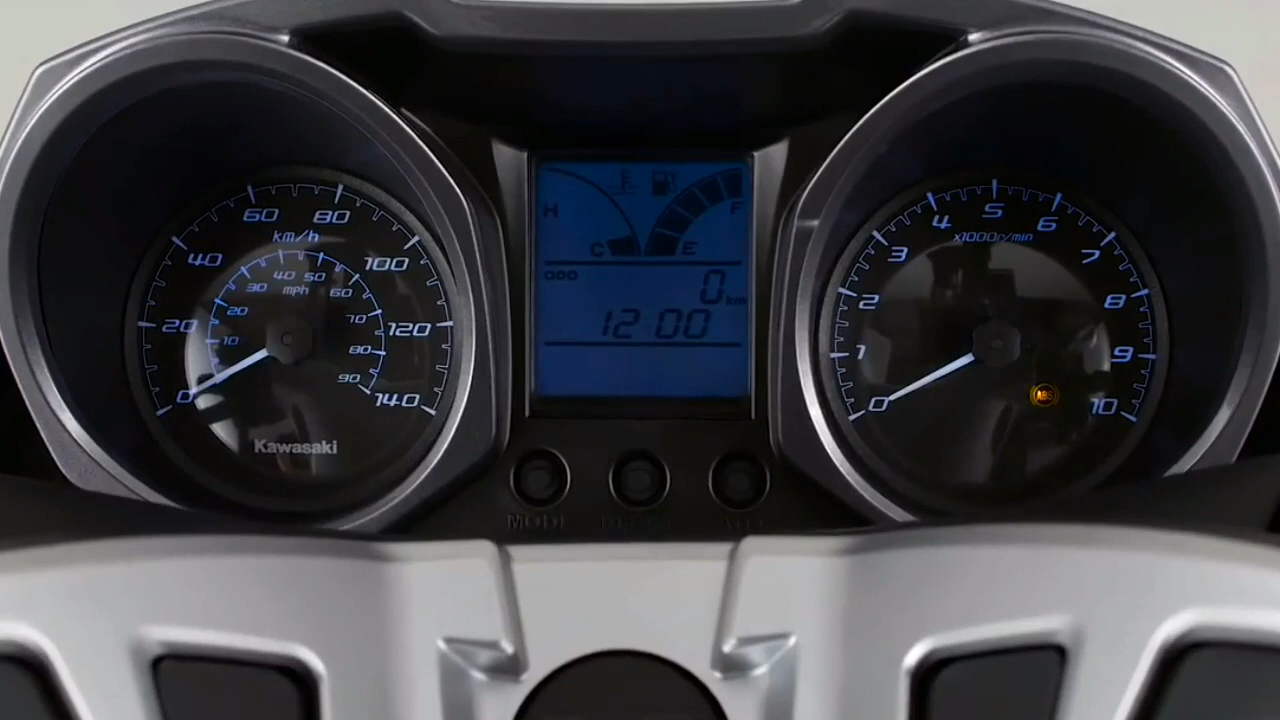 0 20 40 60 80 100 120 140
km/h
10 20 30 40 50 60 70 80 90
mph
Kawasaki
H C E F
ODO
0 km
12 00
0 1 2 3 4 5 6 7 8 9 10
x1000r/min
ABS
MODE